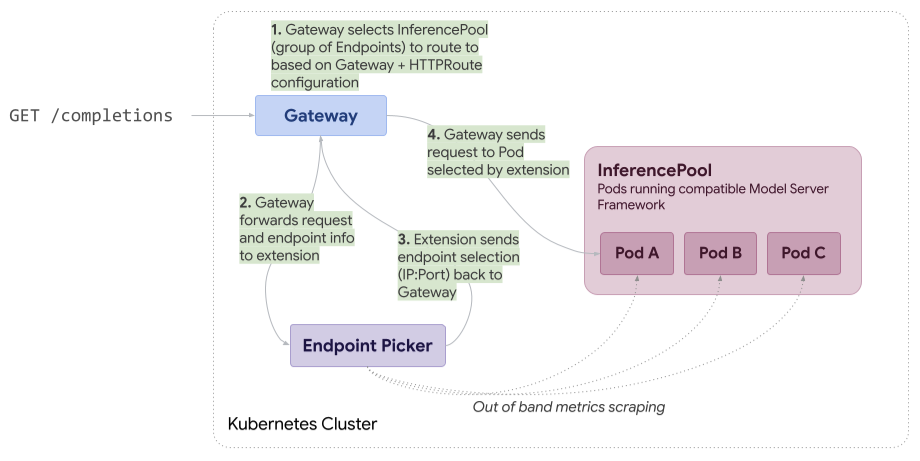 1. Gateway selects InferencePool
(group of Endpoints) to route to
based on Gateway + HTTPRoute
configuration
GET /completions
Gateway
4. Gateway sends
request to Pod
selected by extension
InferencePool
Pods running compatible Model Server
Framework
2. Gateway
forwards request
and endpoint info
to extension
3. Extension sends
endpoint selection
(IP:Port) back to
Gateway
Pod A
Pod B
Pod C
Endpoint Picker
Out of band metrics scraping
Kubernetes Cluster